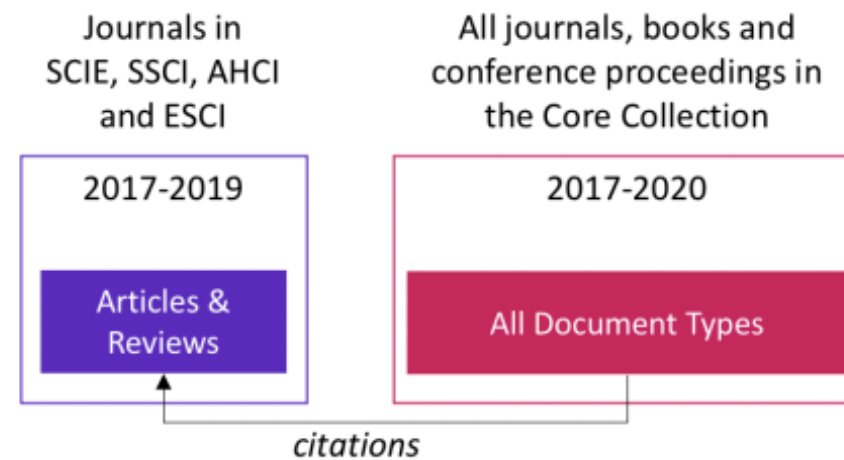 Journals in
SCIE, SSCI, AHCI
and ESCI
All journals, books and
conference proceedings in
the Core Collection
2017-2019
2017-2020
Articles &
Reviews
All Document Types
citations